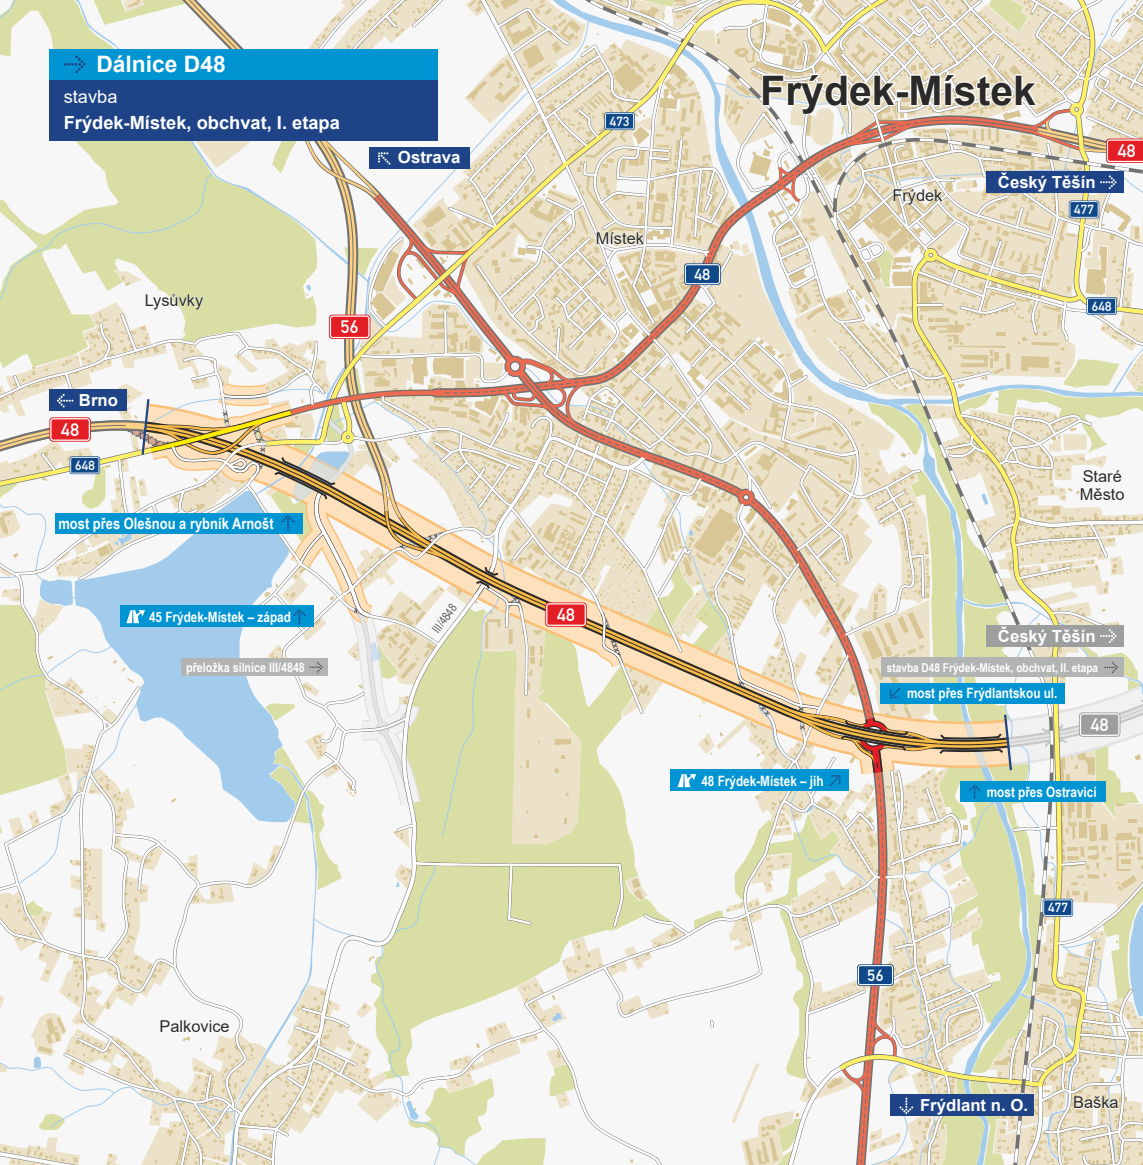 Dálnice D48
stavba
Frýdek-Místek, obchvat, I. etapa
Frýdek-Místek
473
Ostrava
48
Český Těšín
Frýdek
477
Místek
48
Lysůvky
648
56
Brno
48
648
Staré
Město
most přes Olešnou a rybník Arnošt
45 Frýdek-Místek – západ
III/4848
48
Český Těšín
přeložka silnice III/4848
stavba D48 Frýdek-Místek, obchvat, II. etapa
most přes Frýdlantskou ul.
48
48 Frýdek-Místek – jih
most přes Ostravici
477
56
Palkovice
Frýdlant n. O.
Baška